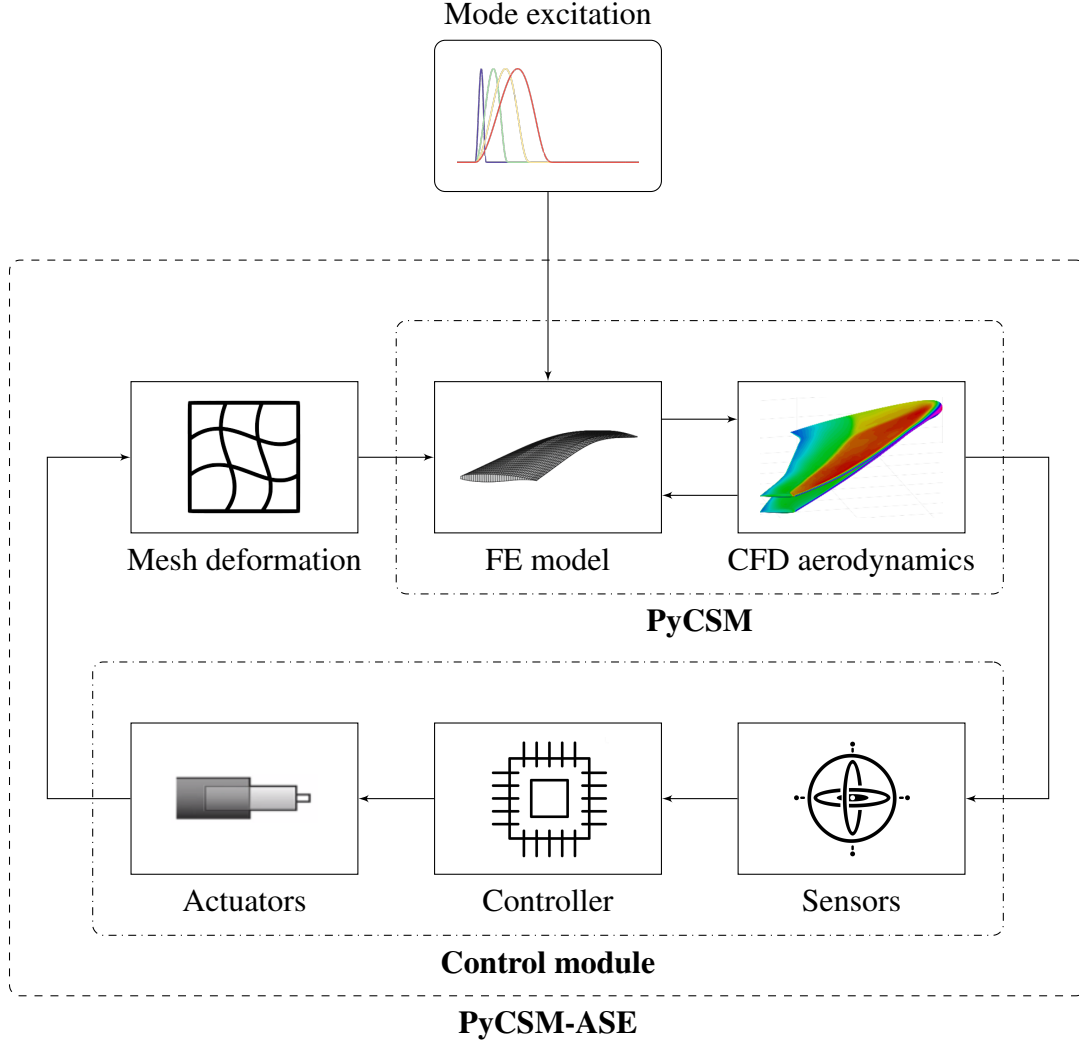 Mode excitation
Mesh deformation
FE model
CFD aerodynamics
PyCSM
Actuators
Controller
Sensors
Control module
PyCSM-ASE